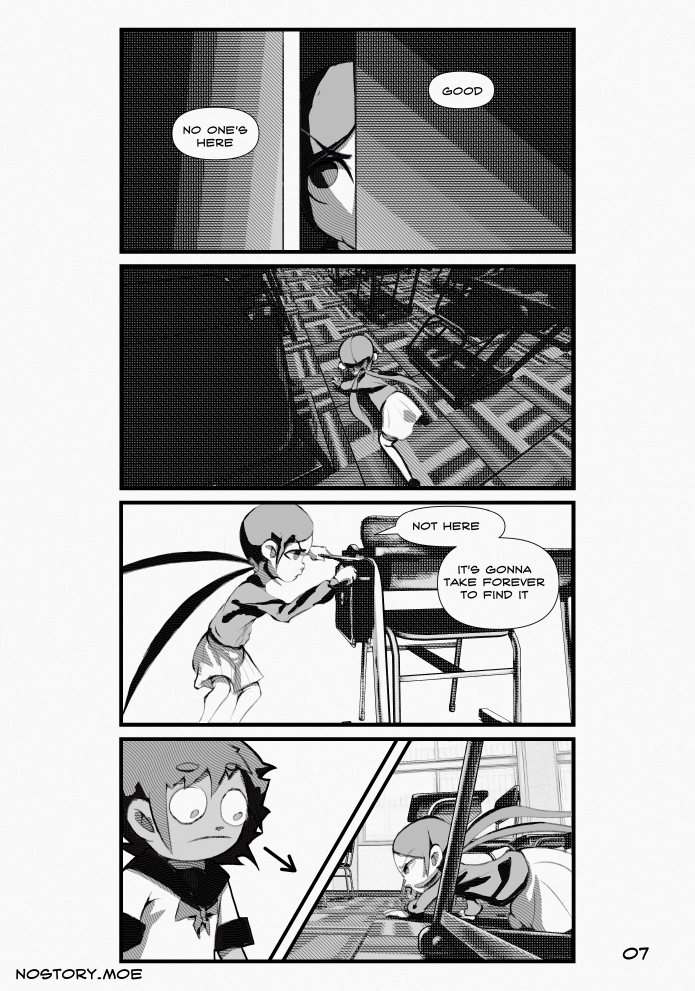 NO ONE'S
HERE
GOOD
NOT HERE
IT'S GONNA
TAKE FOREVER
TO FIND IT
07
NOSTORY.MOE